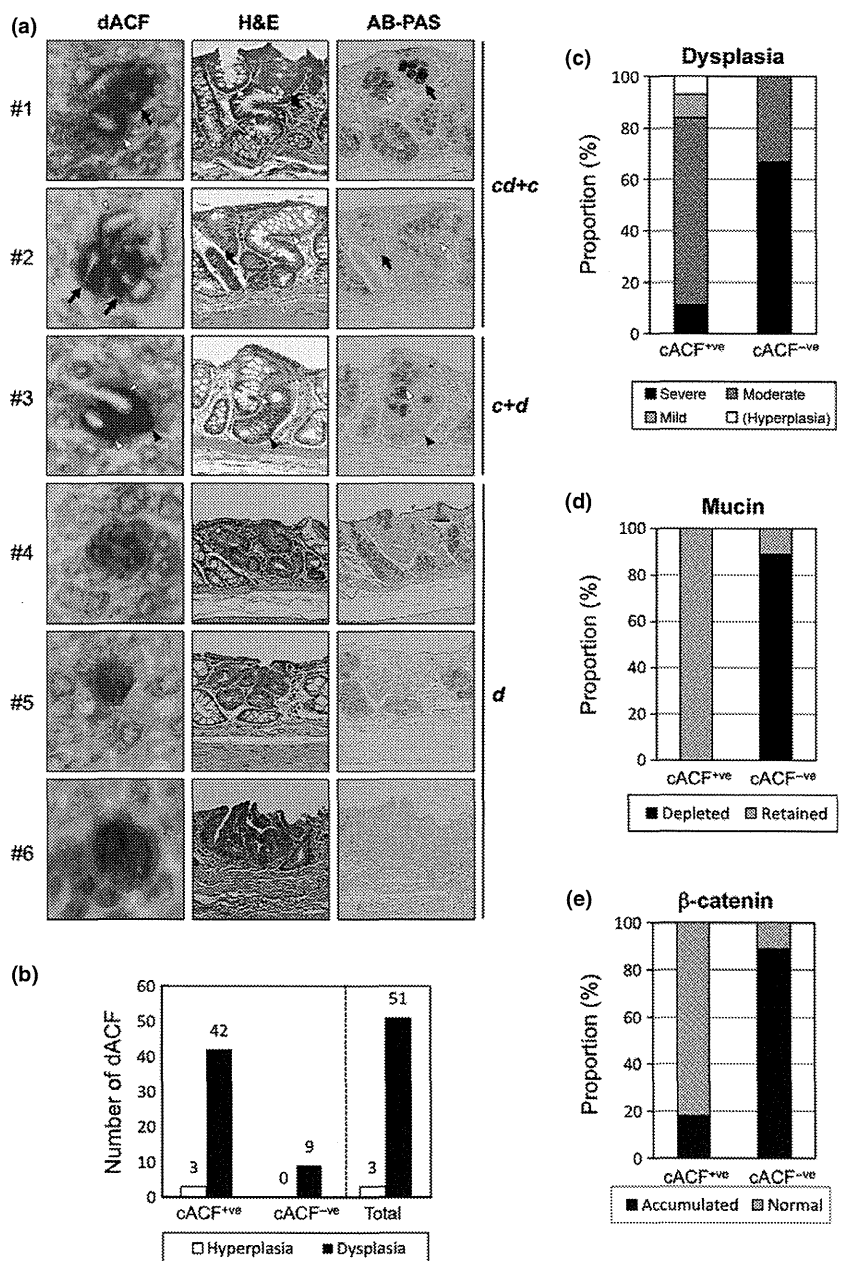 (a) dACF H&E AB-PAS
#1
#2
cd+c
#3
c+d
#4
#5
d
#6
(b)
Number of dACF
60
50
40
30
20
10
0
3
42
0
9
3
51
cACF+ve cACF−ve Total
Hyperplasia Dysplasia
(c) Dysplasia
Proportion (%)
100
80
60
40
20
0
cACF+ve cACF−ve
Severe Moderate
Mild (Hyperplasia)
(d) Mucin
Proportion (%)
100
80
60
40
20
0
cACF+ve cACF−ve
Depleted Retained
(e) β-catenin
Proportion (%)
100
80
60
40
20
0
cACF+ve cACF−ve
Accumulated Normal